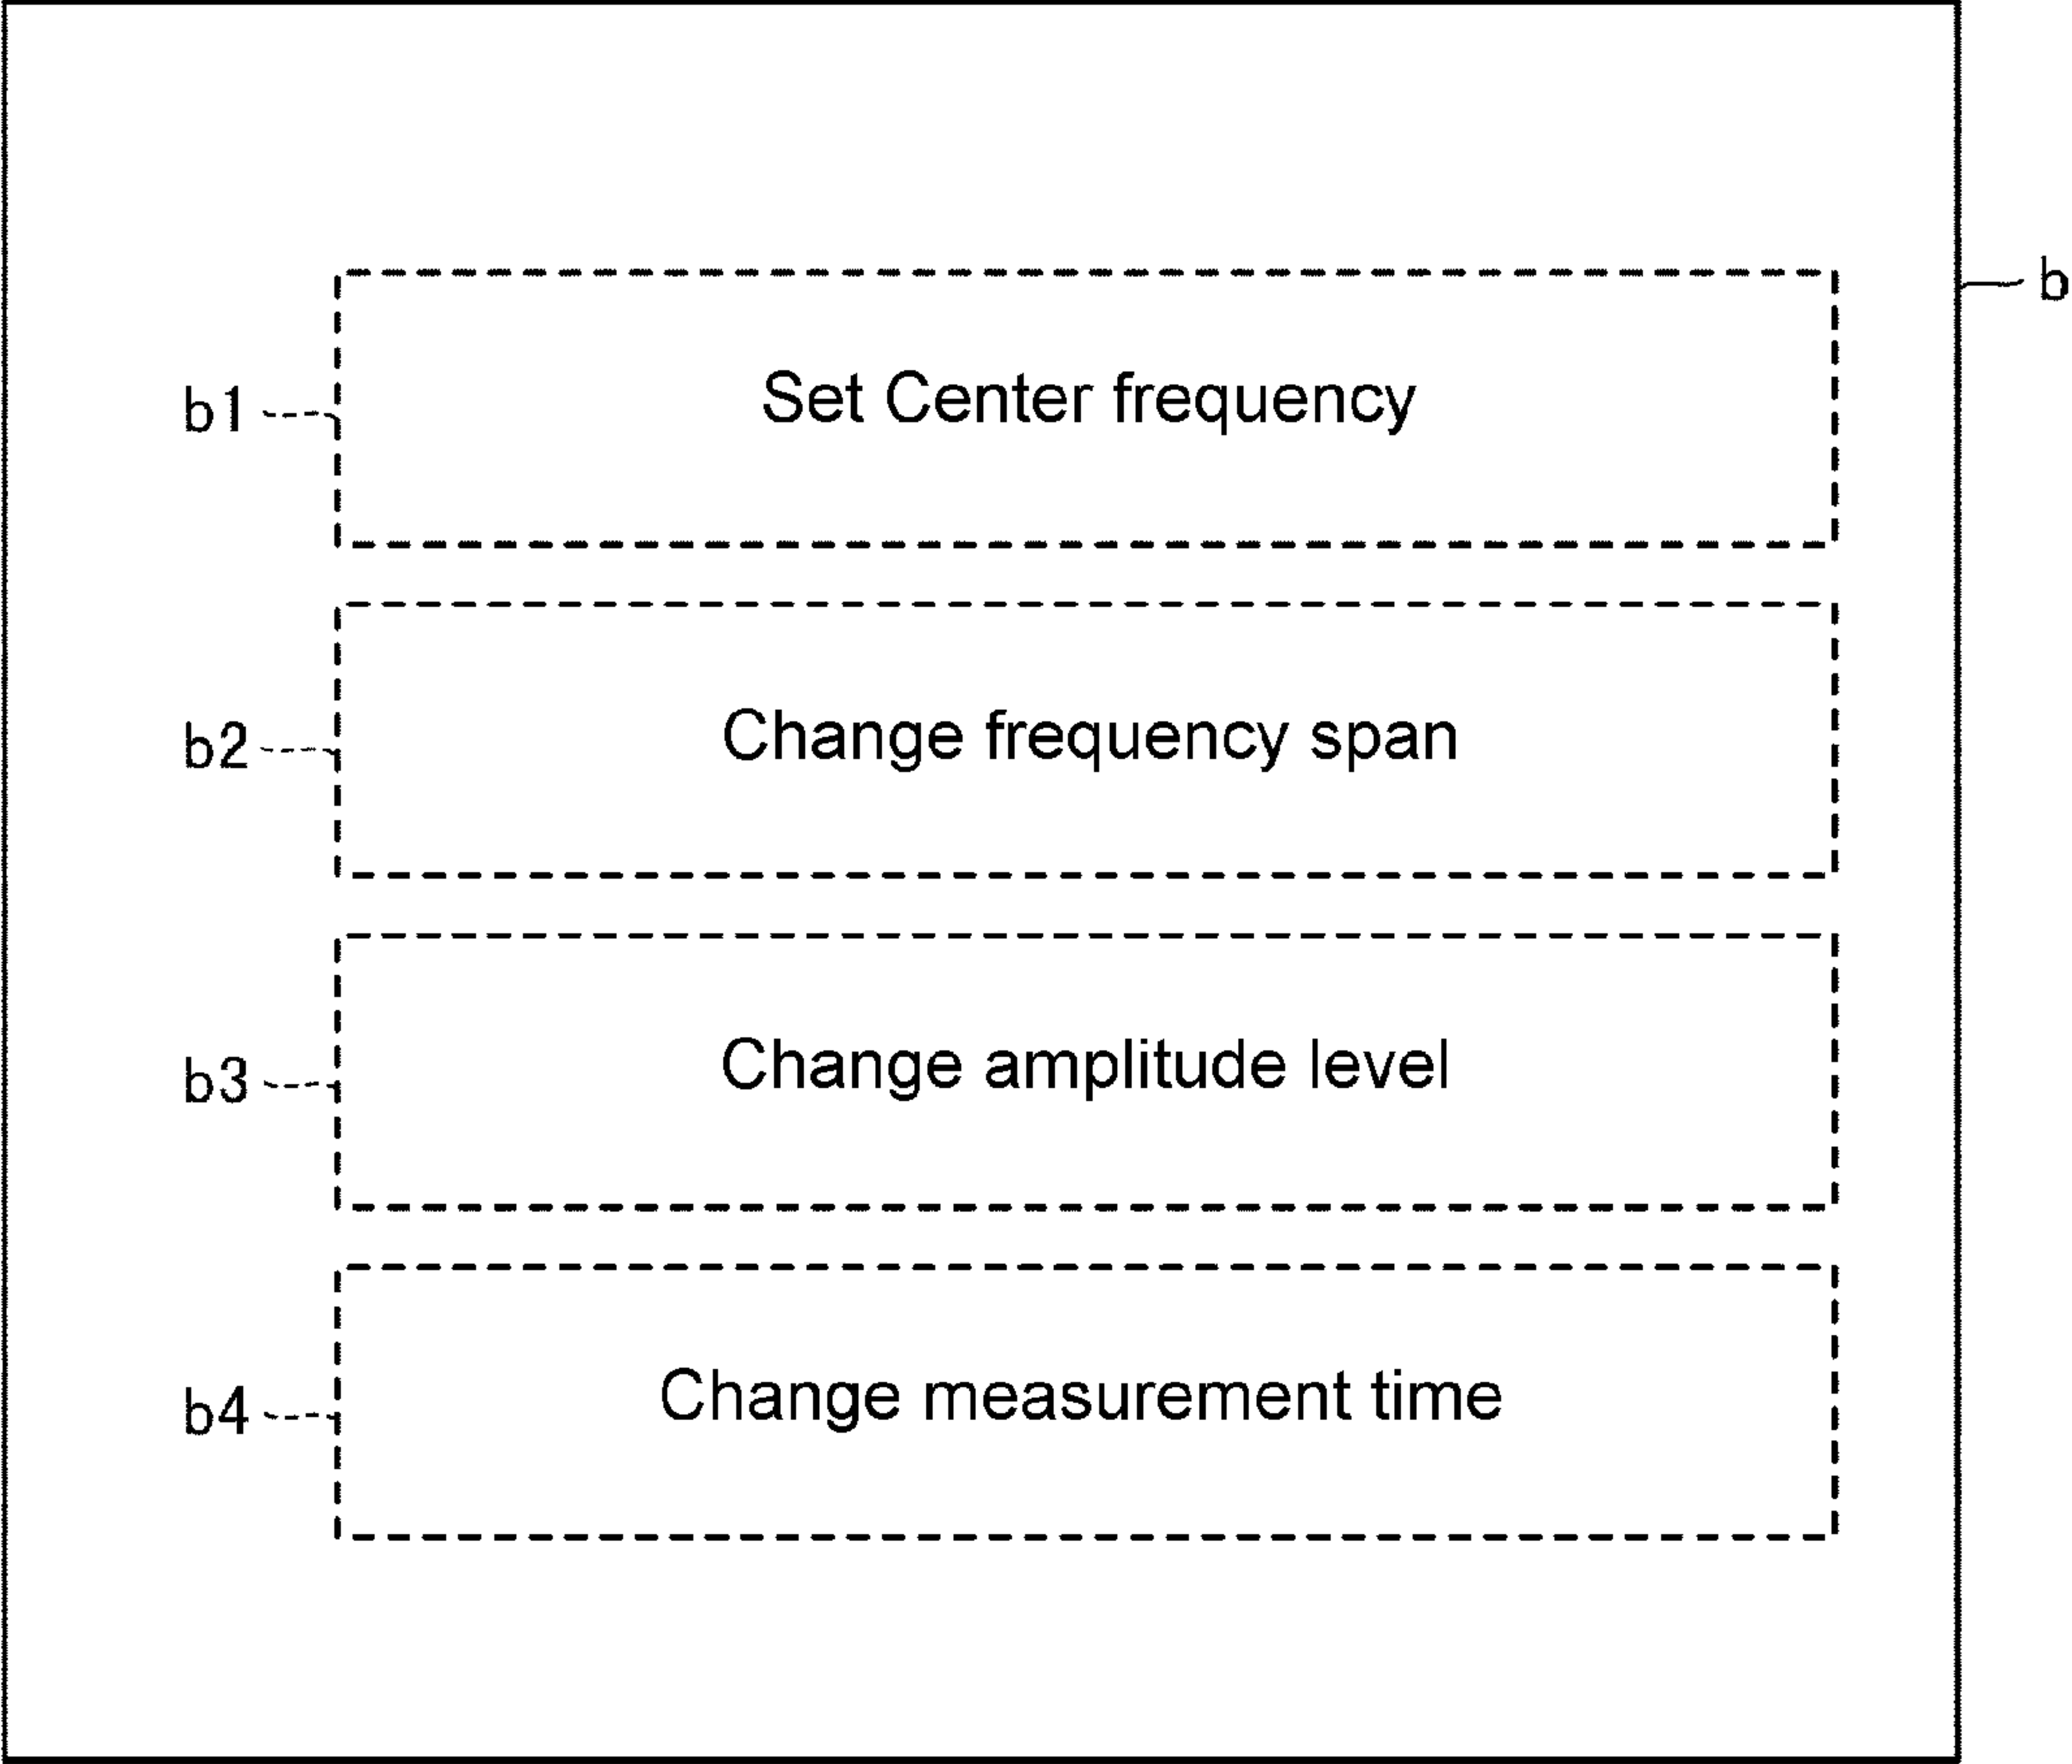 b
b1 Set Center frequency
b2 Change frequency span
b3 Change amplitude level
b4 Change measurement time